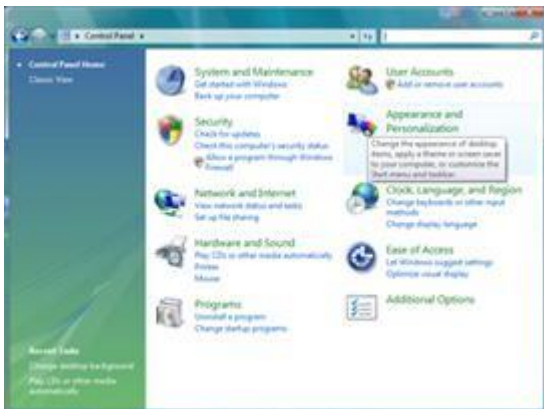 Control Panel
Control Panel Home
Classic View
System and Maintenance
Get started with Windows
Back up your computer
Security
Check for updates
Check this computer's security status
Allow a program through Windows
Firewall
Network and Internet
View network status and tasks
Set up file sharing
Hardware and Sound
Play CDs or other media automatically
Printer
Mouse
Programs
Uninstall a program
Change startup programs
User Accounts
Add or remove user accounts
Appearance and
Personalization
Change the appearance of desktop
items, apply a theme or screen saver
to your computer, or customize the
Start menu and taskbar.
Clock, Language, and Region
Change keyboards or other input
methods
Change display language
Ease of Access
Let Windows suggest settings
Optimize visual display
Additional Options
Recent Tasks
Change desktop background
Play CDs or other media
automatically